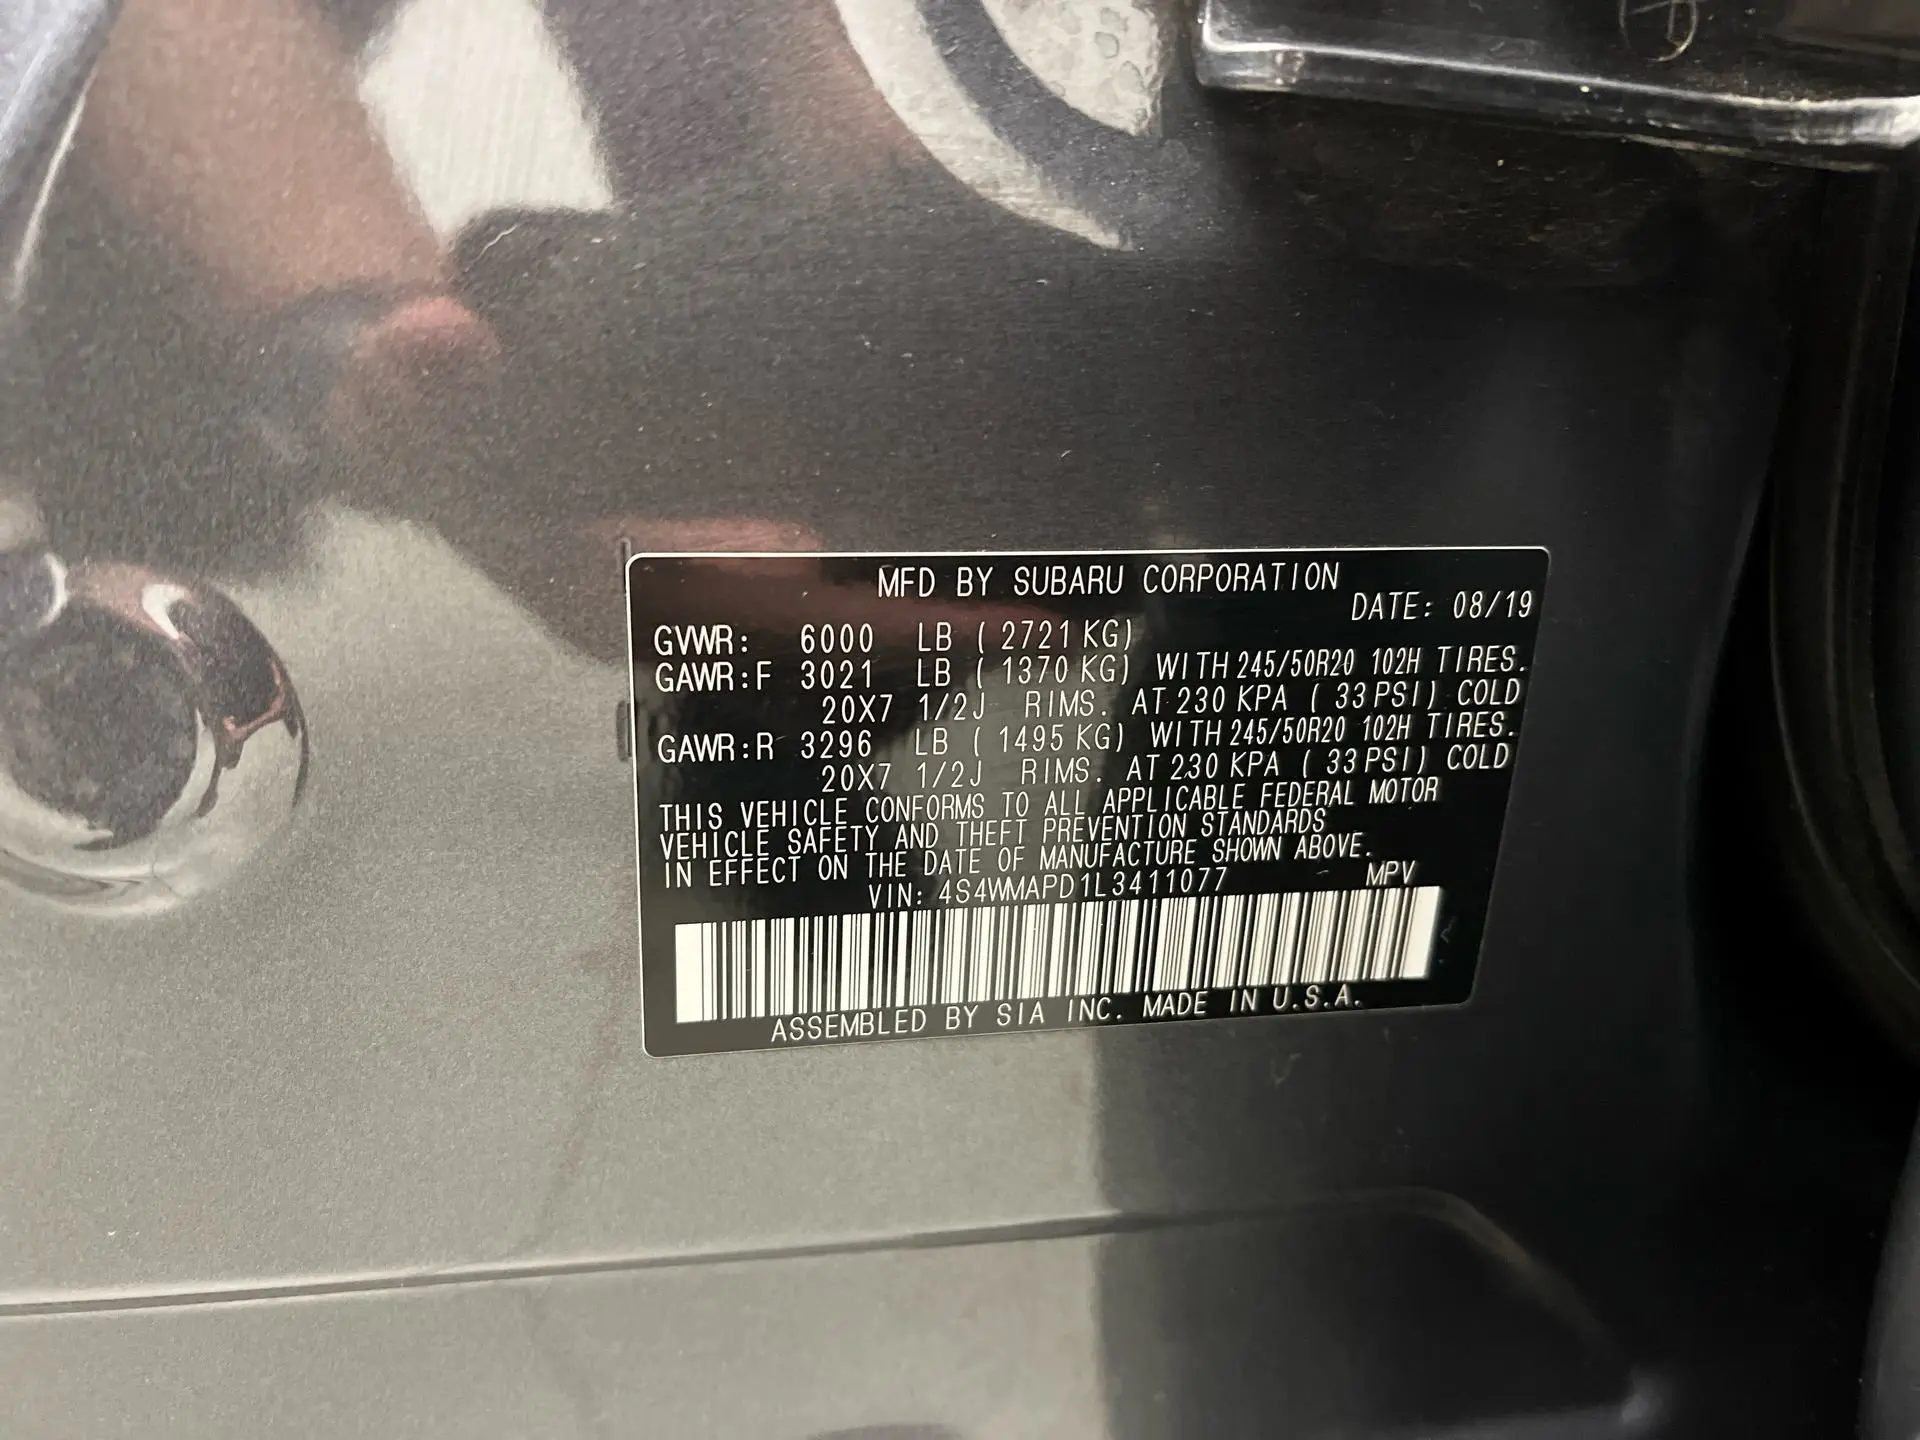 MFD BY SUBARU CORPORATION
DATE: 08/19
GVWR: 6000 LB ( 2721 KG)
GAWR:F 3021 LB ( 1370 KG) WITH 245/50R20 102H TIRES.
20X7 1/2J RIMS. AT 230 KPA ( 33 PSI) COLD
GAWR:R 3296 LB ( 1495 KG) WITH 245/50R20 102H TIRES.
20X7 1/2J RIMS. AT 230 KPA ( 33 PSI) COLD
THIS VEHICLE CONFORMS TO ALL APPLICABLE FEDERAL MOTOR
VEHICLE SAFETY AND THEFT PREVENTION STANDARDS
IN EFFECT ON THE DATE OF MANUFACTURE SHOWN ABOVE.
VIN: 4S4WMAPD1L3411077 MPV
ASSEMBLED BY SIA INC. MADE IN U.S.A.